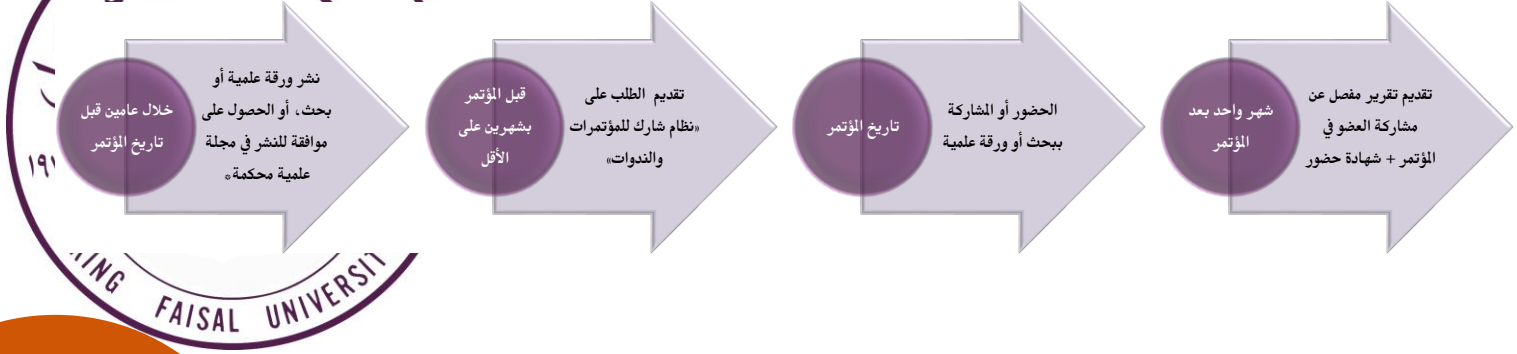 خلال عامين قبل
تاريخ المؤتمر
نشر ورقة علمية أو
بحث، أو الحصول على
موافقة للنشر في مجلة
علمية محكمة*
قبل المؤتمر
بشهرين على
الأقل
تقديم الطلب على
«نظام شارك للمؤتمرات
والندوات»
تاريخ المؤتمر
الحضور أو المشاركة
ببحث أو ورقة علمية
شهر واحد بعد
المؤتمر
تقديم تقرير مفصل عن
مشاركة العضو في
المؤتمر + شهادة حضور
FAISAL UNIVERSIT